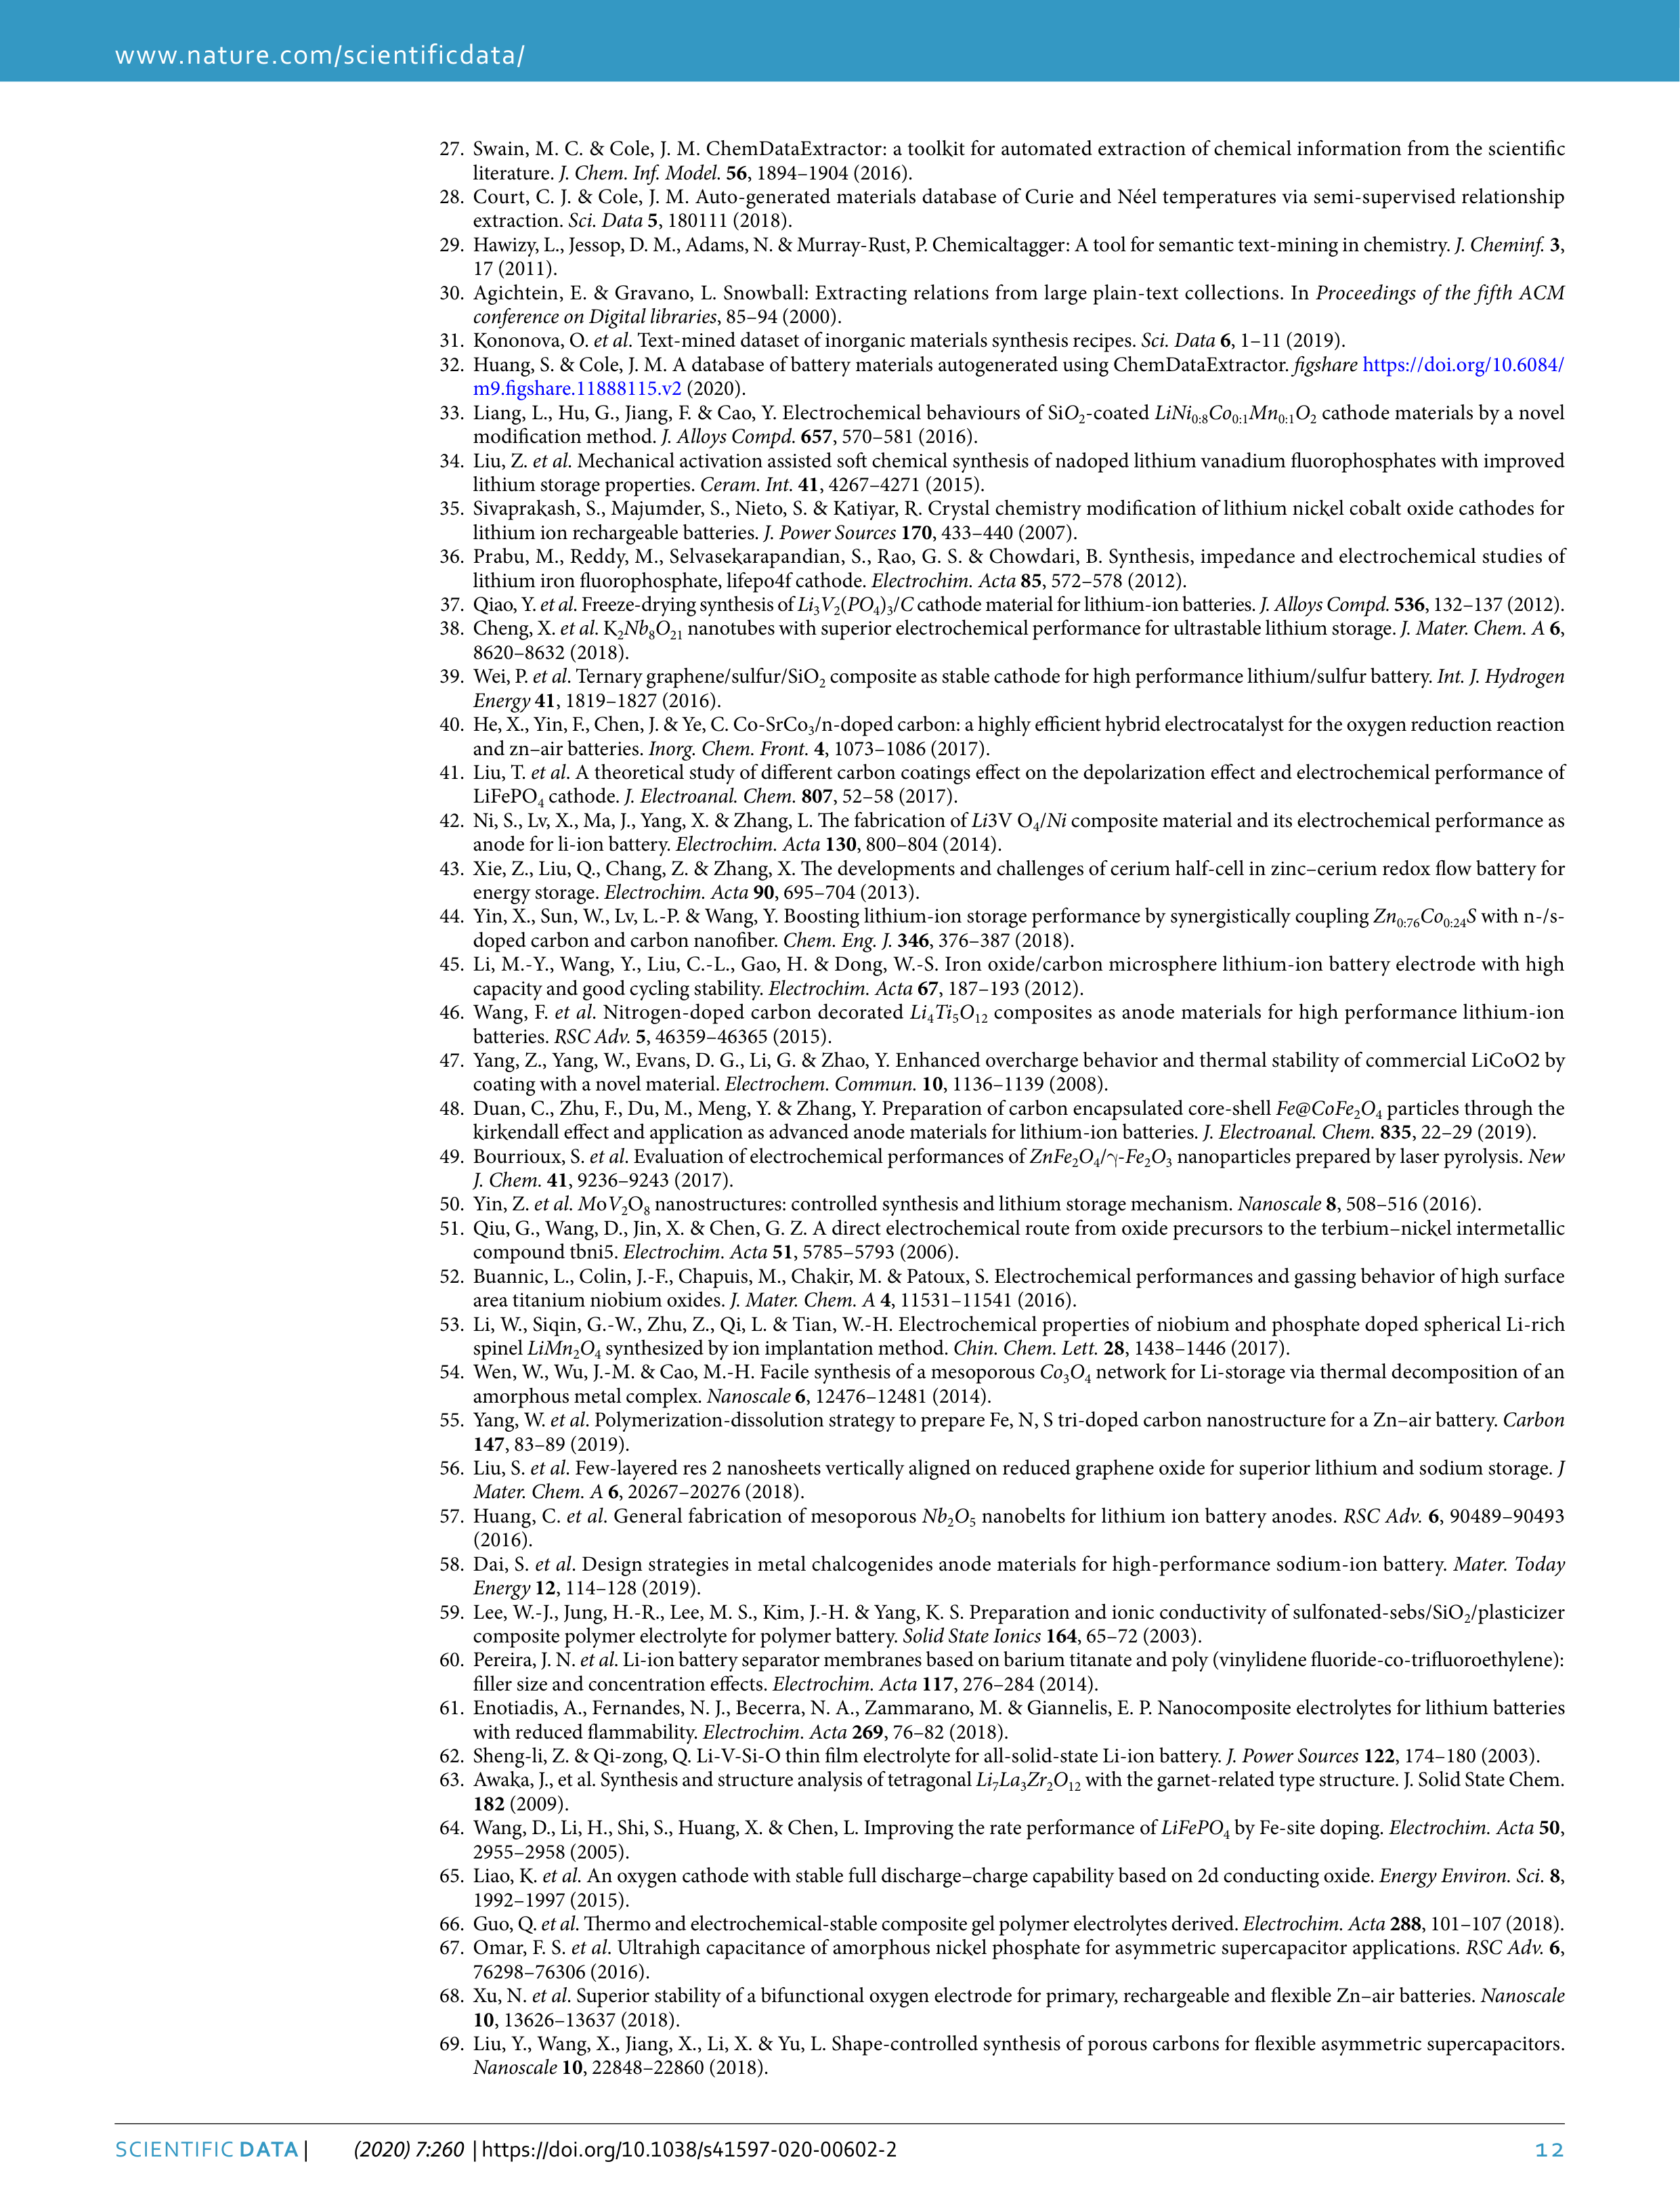 www.nature.com/scientificdata/
27. Swain, M. C. & Cole, J. M. ChemDataExtractor: a toolkit for automated extraction of chemical information from the scientific
literature. J. Chem. Inf. Model. 56, 1894–1904 (2016).
28. Court, C. J. & Cole, J. M. Auto-generated materials database of Curie and Néel temperatures via semi-supervised relationship
extraction. Sci. Data 5, 180111 (2018).
29. Hawizy, L., Jessop, D. M., Adams, N. & Murray-Rust, P. Chemicaltagger: A tool for semantic text-mining in chemistry. J. Cheminf. 3,
17 (2011).
30. Agichtein, E. & Gravano, L. Snowball: Extracting relations from large plain-text collections. In Proceedings of the fifth ACM
conference on Digital libraries, 85–94 (2000).
31. Kononova, O. et al. Text-mined dataset of inorganic materials synthesis recipes. Sci. Data 6, 1–11 (2019).
32. Huang, S. & Cole, J. M. A database of battery materials autogenerated using ChemDataExtractor. figshare https://doi.org/10.6084/
m9.figshare.11888115.v2 (2020).
33. Liang, L., Hu, G., Jiang, F. & Cao, Y. Electrochemical behaviours of SiO₂-coated LiNi₀:₈Co₀:₁Mn₀:₁O₂ cathode materials by a novel
modification method. J. Alloys Compd. 657, 570–581 (2016).
34. Liu, Z. et al. Mechanical activation assisted soft chemical synthesis of nadoped lithium vanadium fluorophosphates with improved
lithium storage properties. Ceram. Int. 41, 4267–4271 (2015).
35. Sivaprakash, S., Majumder, S., Nieto, S. & Katiyar, R. Crystal chemistry modification of lithium nickel cobalt oxide cathodes for
lithium ion rechargeable batteries. J. Power Sources 170, 433–440 (2007).
36. Prabu, M., Reddy, M., Selvasekarapandian, S., Rao, G. S. & Chowdari, B. Synthesis, impedance and electrochemical studies of
lithium iron fluorophosphate, lifepo4f cathode. Electrochim. Acta 85, 572–578 (2012).
37. Qiao, Y. et al. Freeze-drying synthesis of Li₃V₂(PO₄)₃/C cathode material for lithium-ion batteries. J. Alloys Compd. 536, 132–137 (2012).
38. Cheng, X. et al. K₂Nb₈O₂₁ nanotubes with superior electrochemical performance for ultrastable lithium storage. J. Mater. Chem. A 6,
8620–8632 (2018).
39. Wei, P. et al. Ternary graphene/sulfur/SiO₂ composite as stable cathode for high performance lithium/sulfur battery. Int. J. Hydrogen
Energy 41, 1819–1827 (2016).
40. He, X., Yin, F., Chen, J. & Ye, C. Co-SrCo₃/n-doped carbon: a highly efficient hybrid electrocatalyst for the oxygen reduction reaction
and zn–air batteries. Inorg. Chem. Front. 4, 1073–1086 (2017).
41. Liu, T. et al. A theoretical study of different carbon coatings effect on the depolarization effect and electrochemical performance of
LiFePO₄ cathode. J. Electroanal. Chem. 807, 52–58 (2017).
42. Ni, S., Lv, X., Ma, J., Yang, X. & Zhang, L. The fabrication of Li3V O₄/Ni composite material and its electrochemical performance as
anode for li-ion battery. Electrochim. Acta 130, 800–804 (2014).
43. Xie, Z., Liu, Q., Chang, Z. & Zhang, X. The developments and challenges of cerium half-cell in zinc–cerium redox flow battery for
energy storage. Electrochim. Acta 90, 695–704 (2013).
44. Yin, X., Sun, W., Lv, L.-P. & Wang, Y. Boosting lithium-ion storage performance by synergistically coupling Zn₀:₇₆Co₀:₂₄S with n-/s-
doped carbon and carbon nanofiber. Chem. Eng. J. 346, 376–387 (2018).
45. Li, M.-Y., Wang, Y., Liu, C.-L., Gao, H. & Dong, W.-S. Iron oxide/carbon microsphere lithium-ion battery electrode with high
capacity and good cycling stability. Electrochim. Acta 67, 187–193 (2012).
46. Wang, F. et al. Nitrogen-doped carbon decorated Li₄Ti₅O₁₂ composites as anode materials for high performance lithium-ion
batteries. RSC Adv. 5, 46359–46365 (2015).
47. Yang, Z., Yang, W., Evans, D. G., Li, G. & Zhao, Y. Enhanced overcharge behavior and thermal stability of commercial LiCoO2 by
coating with a novel material. Electrochem. Commun. 10, 1136–1139 (2008).
48. Duan, C., Zhu, F., Du, M., Meng, Y. & Zhang, Y. Preparation of carbon encapsulated core-shell Fe@CoFe₂O₄ particles through the
kirkendall effect and application as advanced anode materials for lithium-ion batteries. J. Electroanal. Chem. 835, 22–29 (2019).
49. Bourrioux, S. et al. Evaluation of electrochemical performances of ZnFe₂O₄/γ-Fe₂O₃ nanoparticles prepared by laser pyrolysis. New
J. Chem. 41, 9236–9243 (2017).
50. Yin, Z. et al. MoV₂O₈ nanostructures: controlled synthesis and lithium storage mechanism. Nanoscale 8, 508–516 (2016).
51. Qiu, G., Wang, D., Jin, X. & Chen, G. Z. A direct electrochemical route from oxide precursors to the terbium–nickel intermetallic
compound tbni5. Electrochim. Acta 51, 5785–5793 (2006).
52. Buannic, L., Colin, J.-F., Chapuis, M., Chakir, M. & Patoux, S. Electrochemical performances and gassing behavior of high surface
area titanium niobium oxides. J. Mater. Chem. A 4, 11531–11541 (2016).
53. Li, W., Siqin, G.-W., Zhu, Z., Qi, L. & Tian, W.-H. Electrochemical properties of niobium and phosphate doped spherical Li-rich
spinel LiMn₂O₄ synthesized by ion implantation method. Chin. Chem. Lett. 28, 1438–1446 (2017).
54. Wen, W., Wu, J.-M. & Cao, M.-H. Facile synthesis of a mesoporous Co₃O₄ network for Li-storage via thermal decomposition of an
amorphous metal complex. Nanoscale 6, 12476–12481 (2014).
55. Yang, W. et al. Polymerization-dissolution strategy to prepare Fe, N, S tri-doped carbon nanostructure for a Zn–air battery. Carbon
147, 83–89 (2019).
56. Liu, S. et al. Few-layered res 2 nanosheets vertically aligned on reduced graphene oxide for superior lithium and sodium storage. J
Mater. Chem. A 6, 20267–20276 (2018).
57. Huang, C. et al. General fabrication of mesoporous Nb₂O₅ nanobelts for lithium ion battery anodes. RSC Adv. 6, 90489–90493
(2016).
58. Dai, S. et al. Design strategies in metal chalcogenides anode materials for high-performance sodium-ion battery. Mater. Today
Energy 12, 114–128 (2019).
59. Lee, W.-J., Jung, H.-R., Lee, M. S., Kim, J.-H. & Yang, K. S. Preparation and ionic conductivity of sulfonated-sebs/SiO₂/plasticizer
composite polymer electrolyte for polymer battery. Solid State Ionics 164, 65–72 (2003).
60. Pereira, J. N. et al. Li-ion battery separator membranes based on barium titanate and poly (vinylidene fluoride-co-trifluoroethylene):
filler size and concentration effects. Electrochim. Acta 117, 276–284 (2014).
61. Enotiadis, A., Fernandes, N. J., Becerra, N. A., Zammarano, M. & Giannelis, E. P. Nanocomposite electrolytes for lithium batteries
with reduced flammability. Electrochim. Acta 269, 76–82 (2018).
62. Sheng-li, Z. & Qi-zong, Q. Li-V-Si-O thin film electrolyte for all-solid-state Li-ion battery. J. Power Sources 122, 174–180 (2003).
63. Awaka, J., et al. Synthesis and structure analysis of tetragonal Li₇La₃Zr₂O₁₂ with the garnet-related type structure. J. Solid State Chem.
182 (2009).
64. Wang, D., Li, H., Shi, S., Huang, X. & Chen, L. Improving the rate performance of LiFePO₄ by Fe-site doping. Electrochim. Acta 50,
2955–2958 (2005).
65. Liao, K. et al. An oxygen cathode with stable full discharge–charge capability based on 2d conducting oxide. Energy Environ. Sci. 8,
1992–1997 (2015).
66. Guo, Q. et al. Thermo and electrochemical-stable composite gel polymer electrolytes derived. Electrochim. Acta 288, 101–107 (2018).
67. Omar, F. S. et al. Ultrahigh capacitance of amorphous nickel phosphate for asymmetric supercapacitor applications. RSC Adv. 6,
76298–76306 (2016).
68. Xu, N. et al. Superior stability of a bifunctional oxygen electrode for primary, rechargeable and flexible Zn–air batteries. Nanoscale
10, 13626–13637 (2018).
69. Liu, Y., Wang, X., Jiang, X., Li, X. & Yu, L. Shape-controlled synthesis of porous carbons for flexible asymmetric supercapacitors.
Nanoscale 10, 22848–22860 (2018).
SCIENTIFIC DATA | (2020) 7:260 | https://doi.org/10.1038/s41597-020-00602-2 12